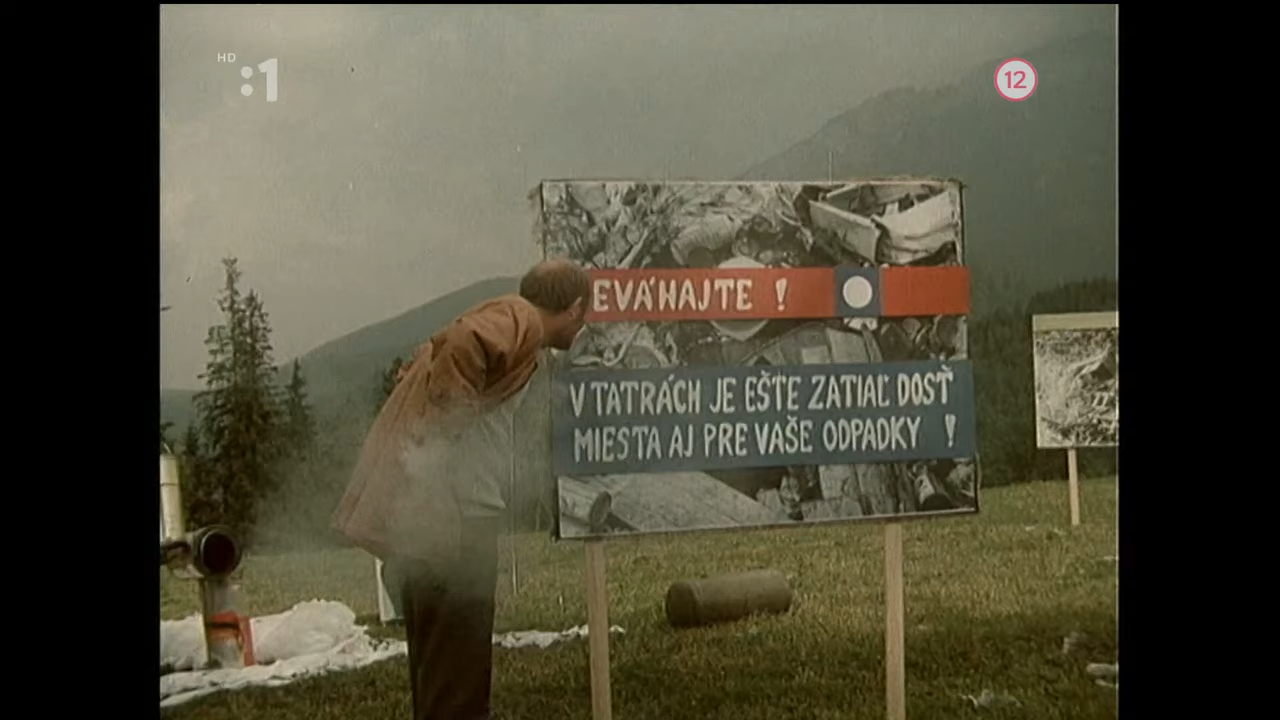 HD
:1
12
EVÁHAJTE !
V TATRÁCH JE EŠTE ZATIAĽ DOSŤ
MIESTA AJ PRE VAŠE ODPADKY !